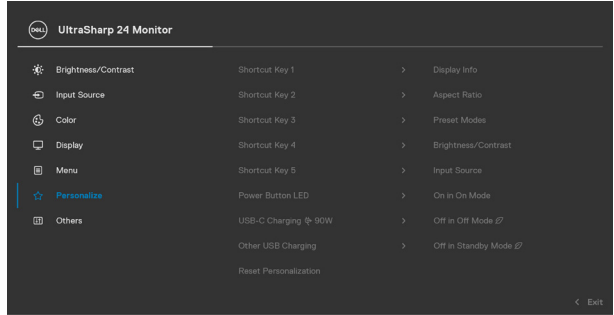 DELL UltraSharp 24 Monitor
Brightness/Contrast Shortcut Key 1 > Display Info
Input Source Shortcut Key 2 > Aspect Ratio
Color Shortcut Key 3 > Preset Modes
Display Shortcut Key 4 > Brightness/Contrast
Menu Shortcut Key 5 > Input Source
Personalize Power Button LED > On in On Mode
Others USB-C Charging 90W > Off in Off Mode
Other USB Charging > Off in Standby Mode
Reset Personalization
< Exit